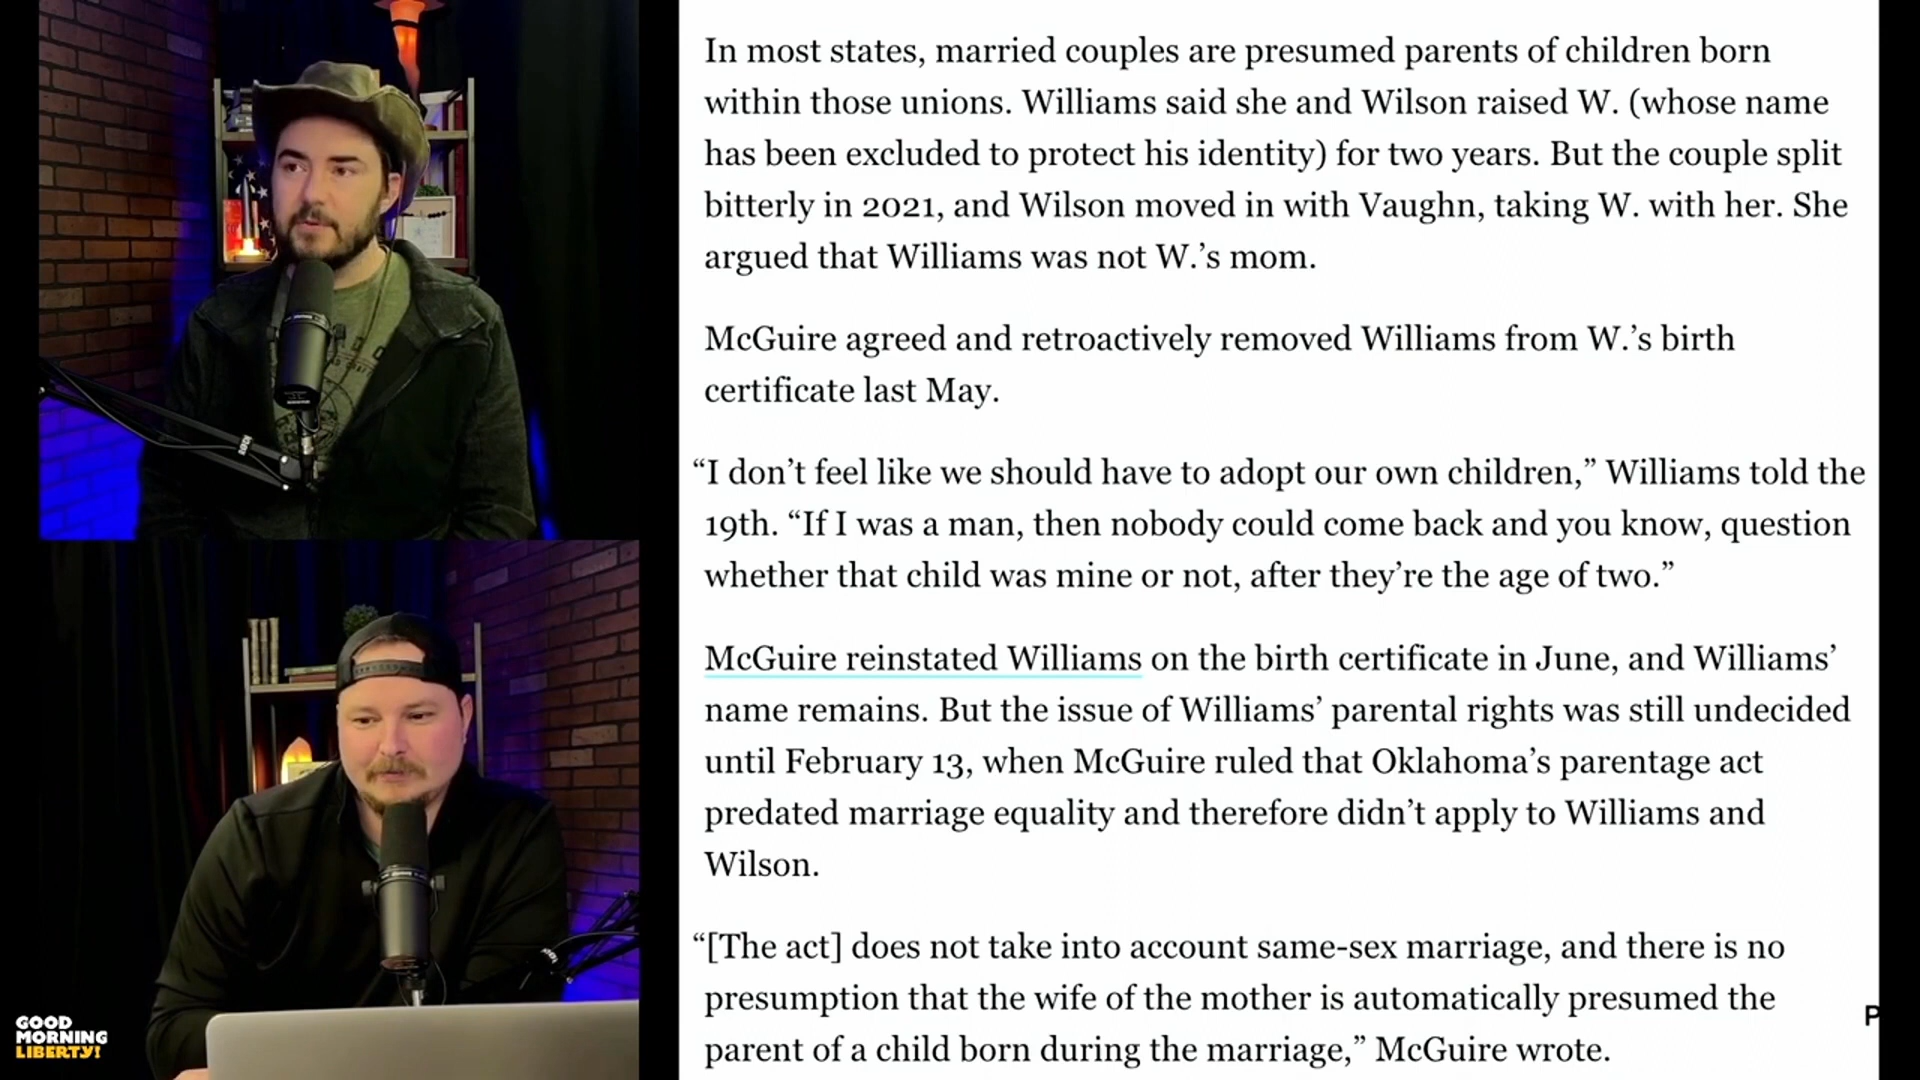 In most states, married couples are presumed parents of children born
within those unions. Williams said she and Wilson raised W. (whose name
has been excluded to protect his identity) for two years. But the couple split
bitterly in 2021, and Wilson moved in with Vaughn, taking W. with her. She
argued that Williams was not W.’s mom.
McGuire agreed and retroactively removed Williams from W.’s birth
certificate last May.
“I don’t feel like we should have to adopt our own children,” Williams told the
19th. “If I was a man, then nobody could come back and you know, question
whether that child was mine or not, after they’re the age of two.”
McGuire reinstated Williams on the birth certificate in June, and Williams’
name remains. But the issue of Williams’ parental rights was still undecided
until February 13, when McGuire ruled that Oklahoma’s parentage act
predated marriage equality and therefore didn’t apply to Williams and
Wilson.
“[The act] does not take into account same-sex marriage, and there is no
presumption that the wife of the mother is automatically presumed the
parent of a child born during the marriage,” McGuire wrote.
GOOD
MORNING
LIBERTY!